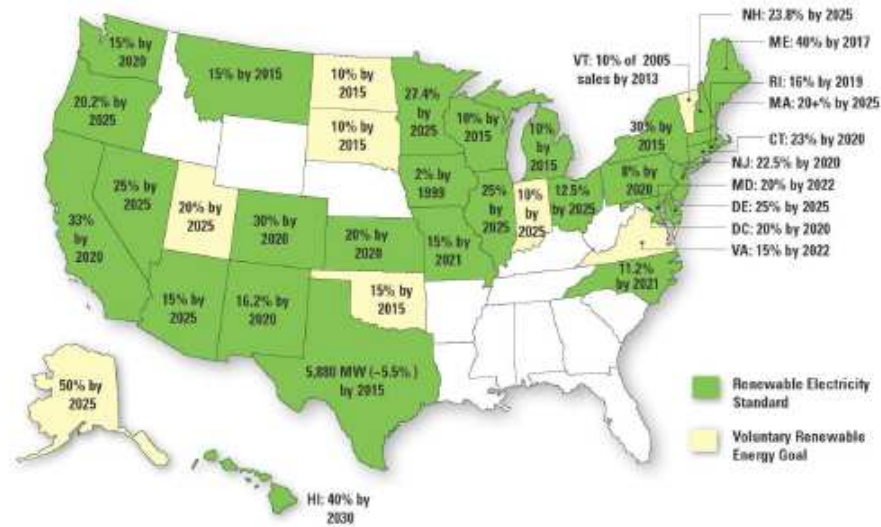 NH: 23.8% by 2025
ME: 40% by 2017
VT: 10% of 2005
sales by 2013
RI: 16% by 2019
MA: 20+% by 2025
CT: 23% by 2020
NJ: 22.5% by 2020
MD: 20% by 2022
DE: 25% by 2025
DC: 20% by 2020
VA: 15% by 2022
15% by
2020
15% by 2015
10% by
2015
27.4%
by
2025
20.2% by
2025
10% by
2015
10% by
2015
10%
by
2015
30% by
2015
2% by
1999
8% by
2020
25% by
2025
20% by
2025
30% by
2020
25%
by
2025
10%
by
2025
12.5%
by 2025
33%
by
2020
20% by
2020
15% by
2021
11.2%
by 2021
15% by
2025
16.2% by
2020
15% by
2015
5,880 MW (~5.5% )
by 2015
50% by
2025
Renewable Electricity
Standard
Voluntary Renewable
Energy Goal
HI: 40% by
2030